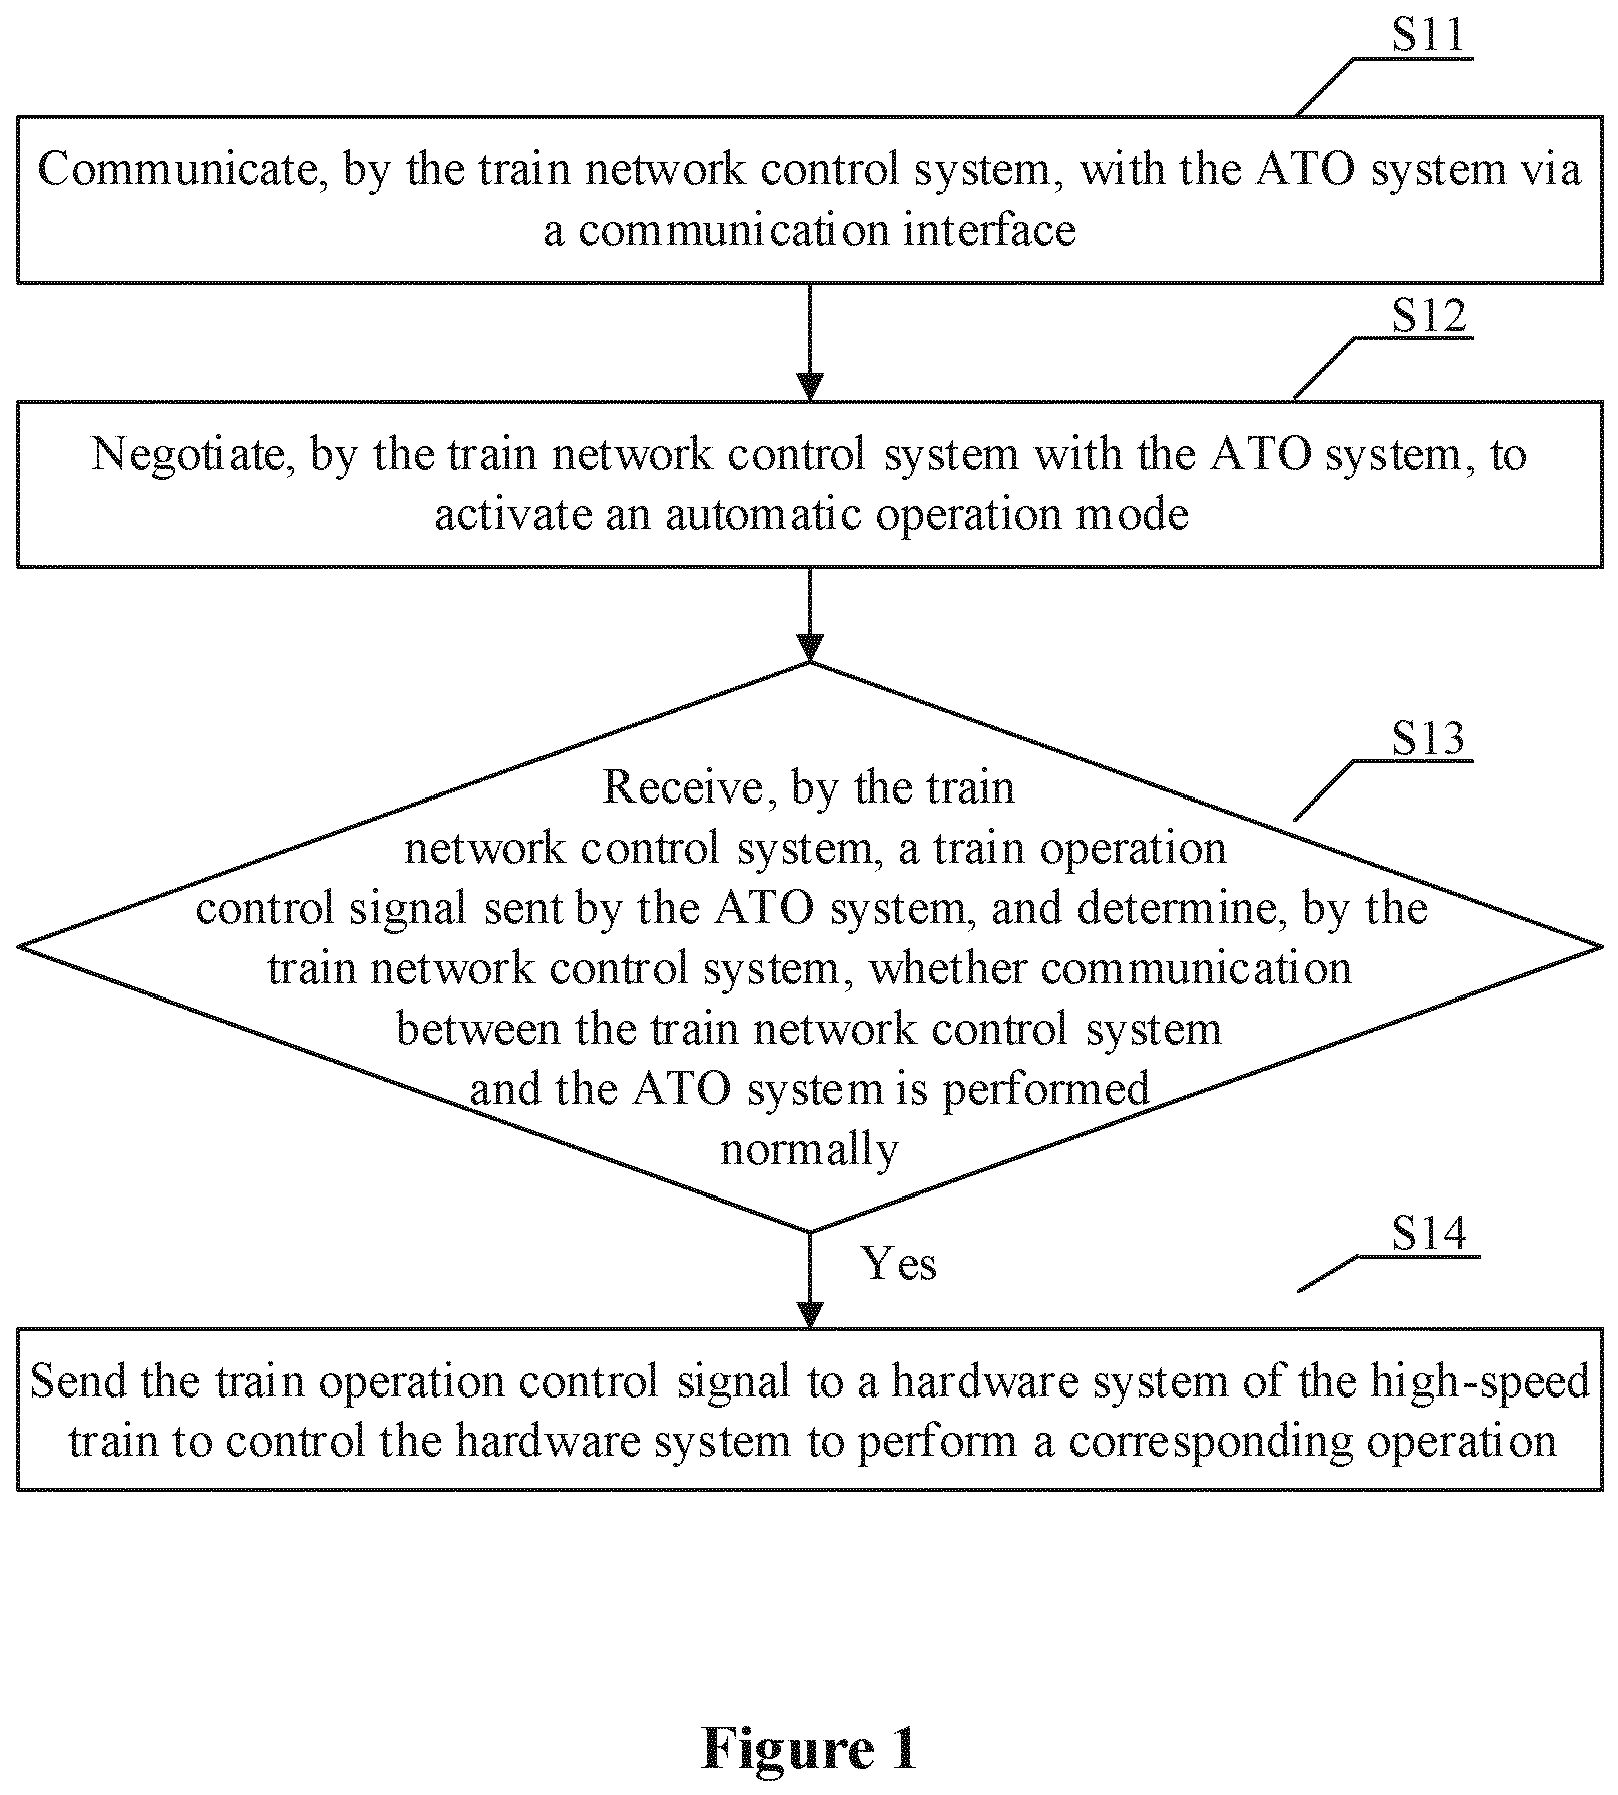 S11
Communicate, by the train network control system, with the ATO system via
a communication interface
S12
Negotiate, by the train network control system with the ATO system, to
activate an automatic operation mode
S13
Receive, by the train
network control system, a train operation
control signal sent by the ATO system, and determine, by the
train network control system, whether communication
between the train network control system
and the ATO system is performed
normally
Yes
S14
Send the train operation control signal to a hardware system of the high-speed
train to control the hardware system to perform a corresponding operation
Figure 1